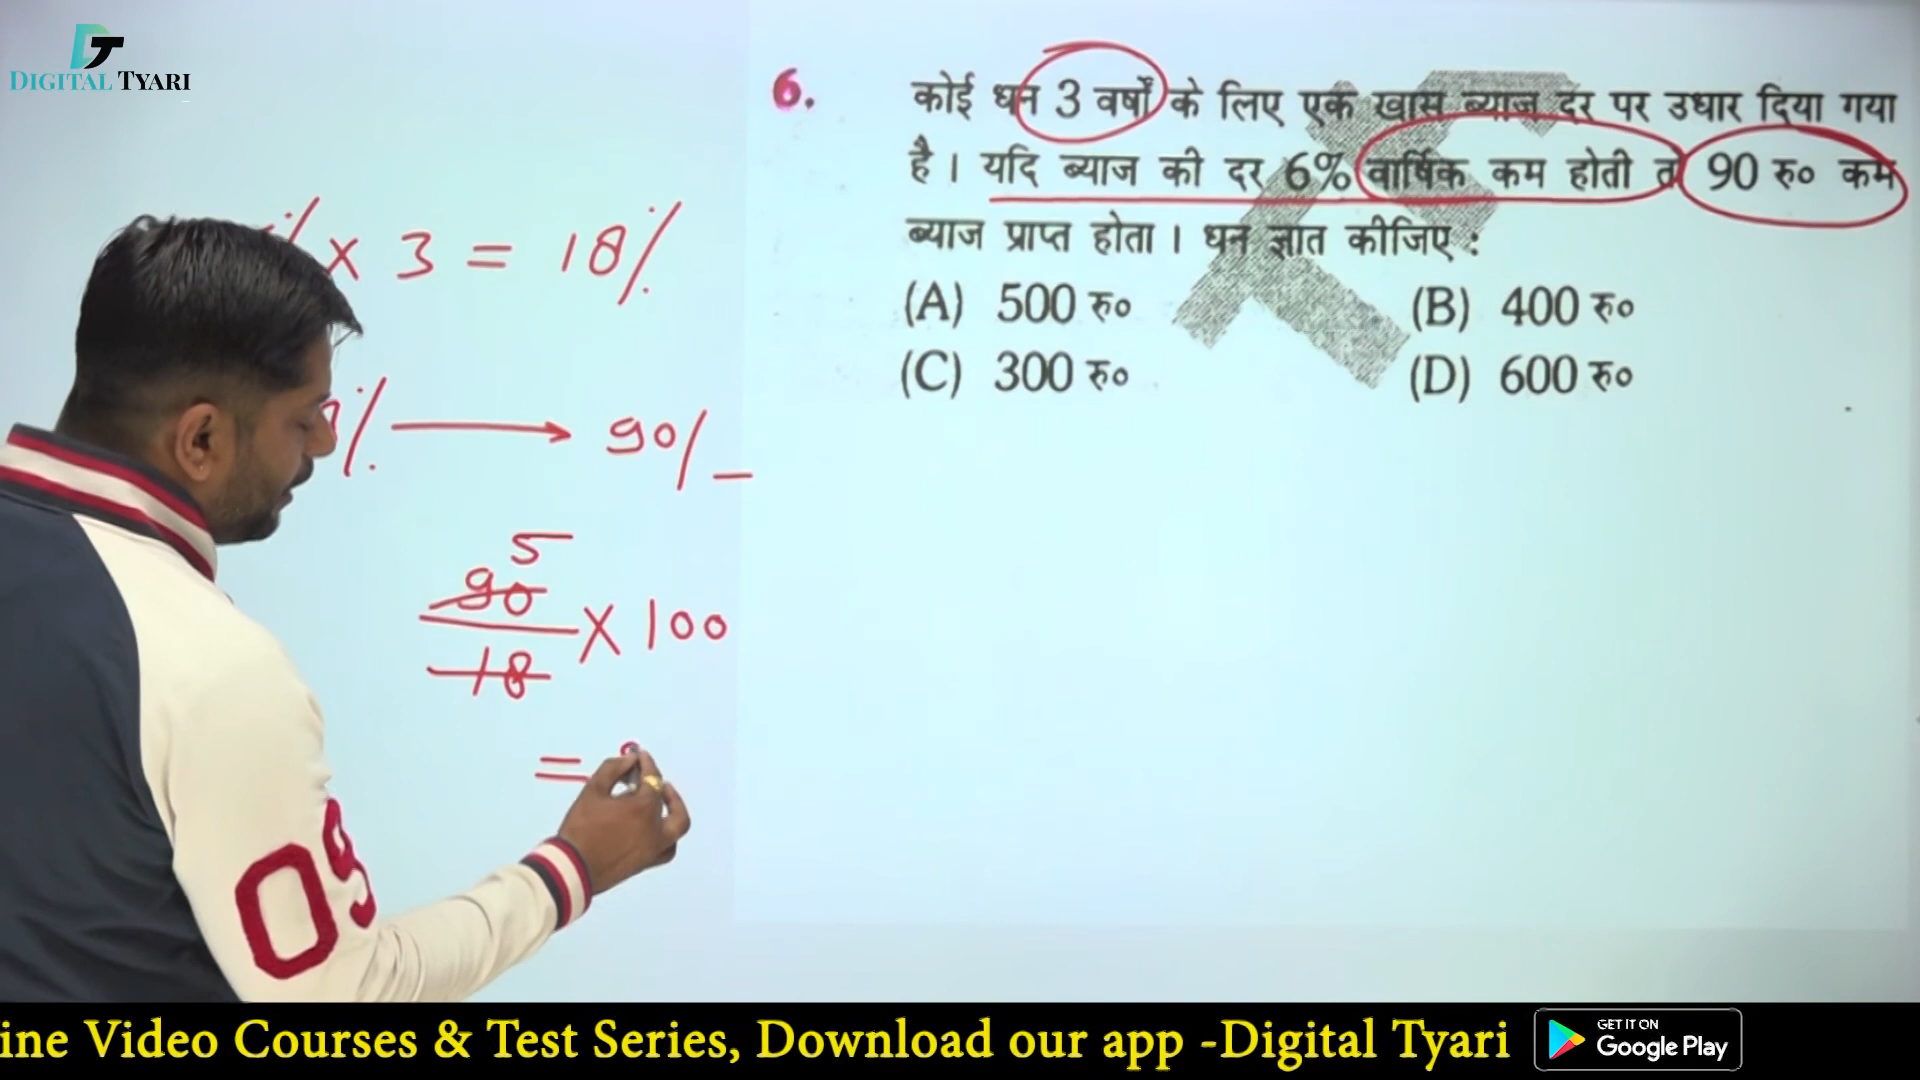 DT
DIGITAL TYARI
6. कोई धन 3 वर्षों के लिए एक खास ब्याज दर पर उधार दिया गया
है। यदि ब्याज की दर 6% वार्षिक कम होती त 90 रु० कम
ब्याज प्राप्त होता। धन ज्ञात कीजिए :
(A) 500 रु० (B) 400 रु०
(C) 300 रु० (D) 600 रु०
% x 3 = 18%
% → 90/-
5
90
18 × 100
=
ine Video Courses & Test Series, Download our app -Digital Tyari
GET IT ON
Google Play